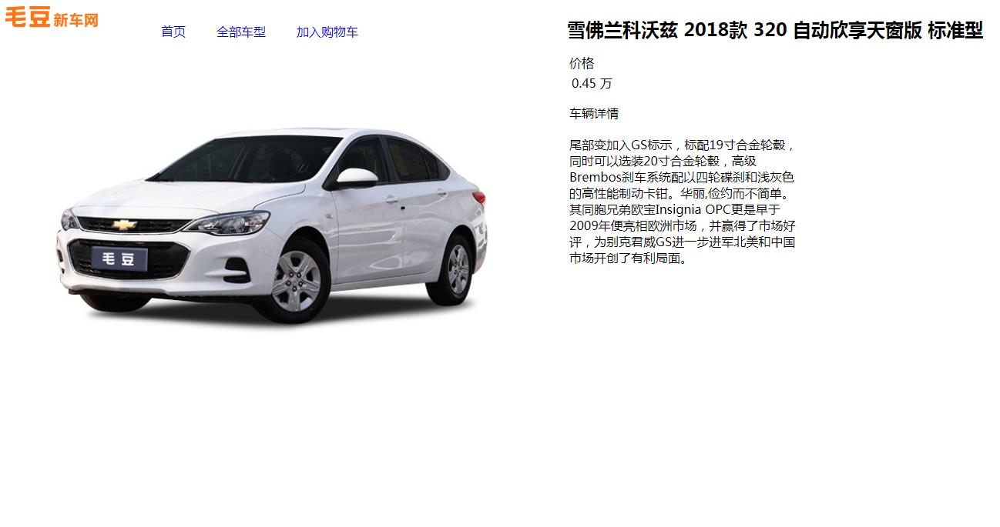 毛豆新车网
首页 全部车型 加入购物车
雪佛兰科沃兹 2018款 320 自动欣享天窗版 标准型
价格
0.45 万
车辆详情
尾部变加入GS标示，标配19寸合金轮毂，
同时可以选装20寸合金轮毂，高级
Brembos刹车系统配以四轮碟刹和浅灰色
的高性能制动卡钳。华丽,俭约而不简单。
其同胞兄弟欧宝Insignia OPC更是早于
2009年便亮相欧洲市场，并赢得了市场好
评，为别克君威GS进一步进军北美和中国
市场开创了有利局面。
毛豆